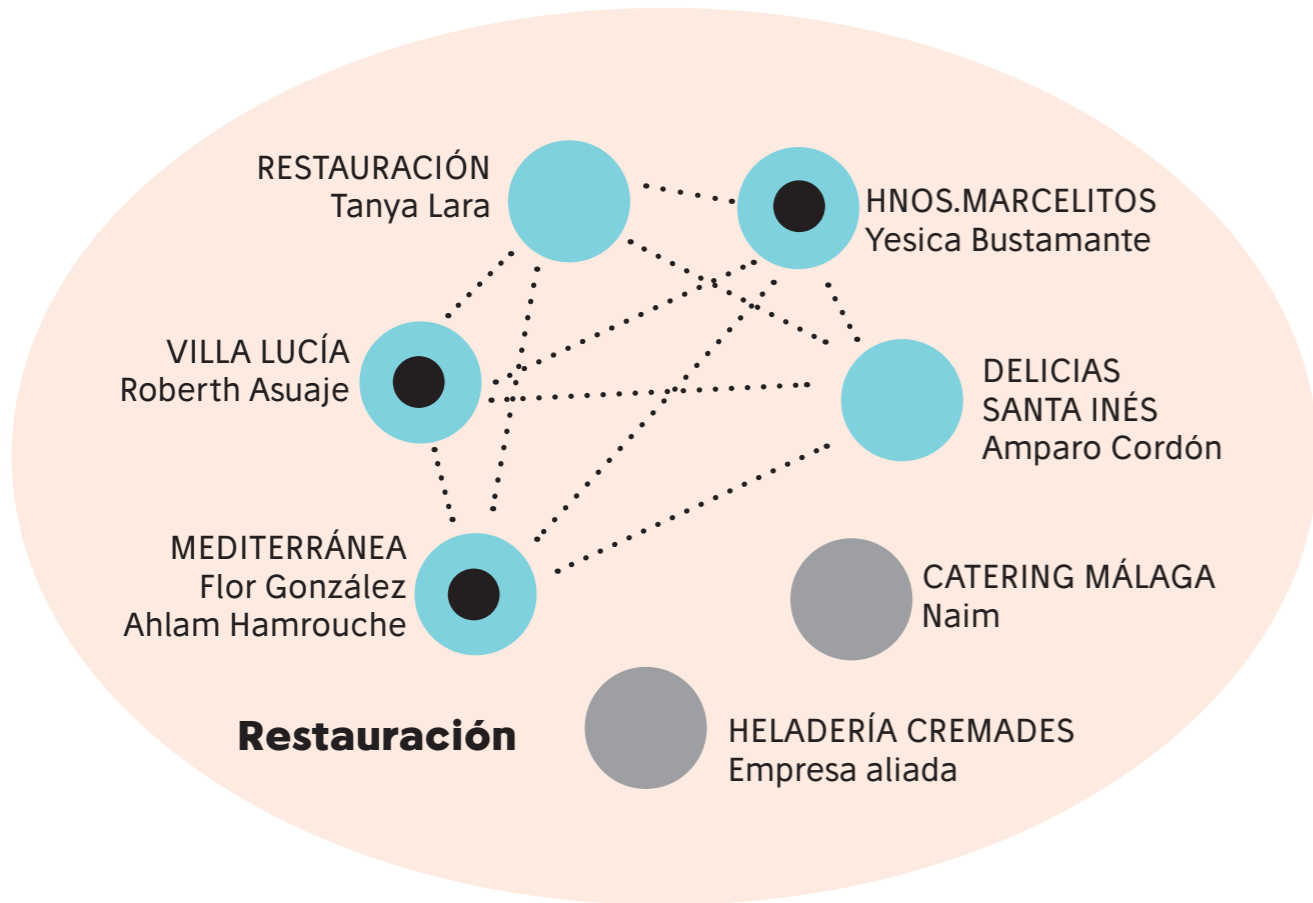 RESTAURACIÓN
Tanya Lara
HNOS.MARCELITOS
Yesica Bustamante
VILLA LUCÍA
Roberth Asuaje
DELICIAS
SANTA INÉS
Amparo Cordón
MEDITERRÁNEA
Flor González
Ahlam Hamrouche
CATERING MÁLAGA
Naim
Restauración
HELADERÍA CREMADES
Empresa aliada